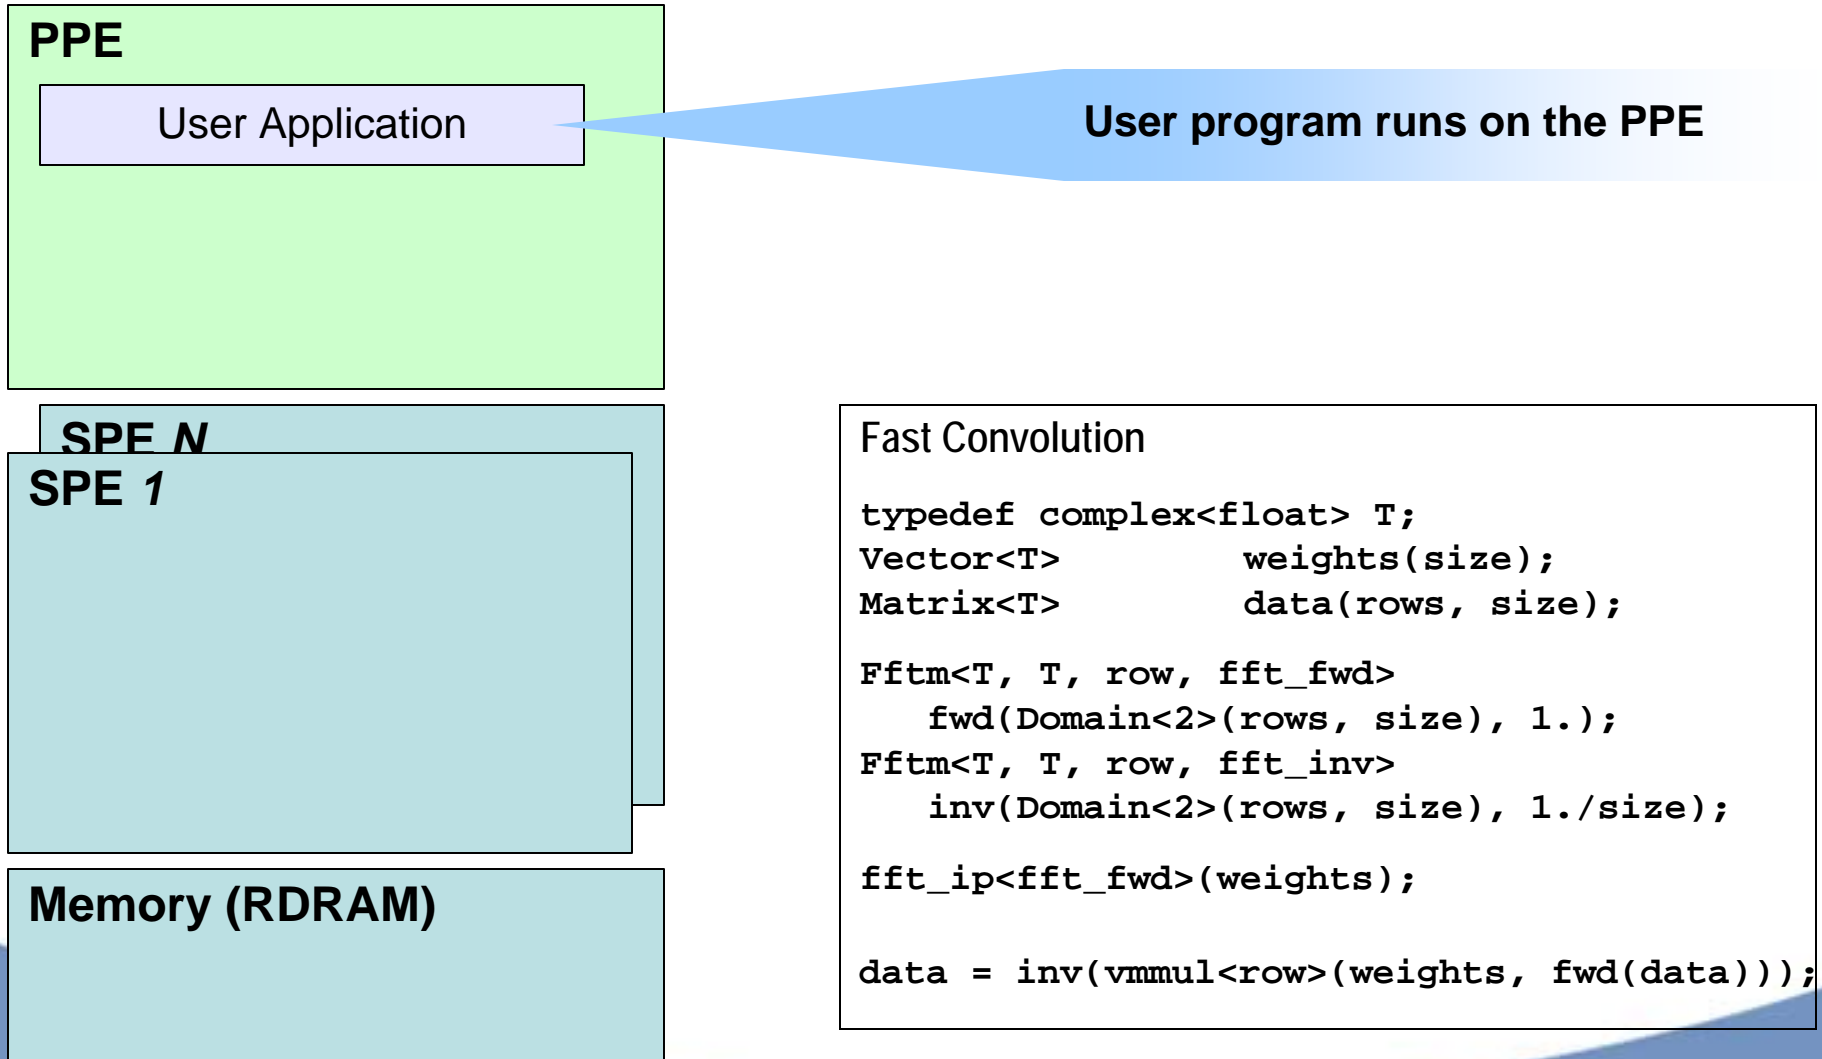 PPE
User Application
User program runs on the PPE
SPE N
SPE 1
Memory (RDRAM)
Fast Convolution
typedef complex<float> T;
Vector<T> weights(size);
Matrix<T> data(rows, size);
Fftm<T, T, row, fft_fwd>
fwd(Domain<2>(rows, size), 1.);
Fftm<T, T, row, fft_inv>
inv(Domain<2>(rows, size), 1./size);
fft_ip<fft_fwd>(weights);
data = inv(vmmul<row>(weights, fwd(data)));